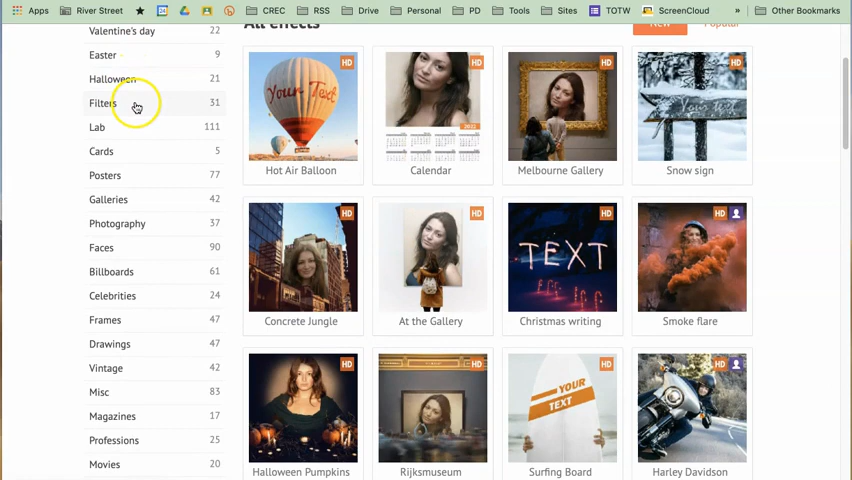 Apps River Street CREC RSS Drive Personal PD Tools Sites TOTW ScreenCloud » Other Bookmarks
All effects New Popular
Valentine's day 22
Easter 9
Halloween 21
Filters 31
Lab 111
Cards 5
Posters 77
Galleries 42
Photography 37
Faces 90
Billboards 61
Celebrities 24
Frames 47
Drawings 47
Vintage 42
Misc 83
Magazines 17
Professions 25
Movies 20
HD HD HD HD
Your Text
2021
Your text
Hot Air Balloon Calendar Melbourne Gallery Snow sign
HD HD HD HD
TEXT
Concrete Jungle At the Gallery Christmas writing Smoke flare
HD HD HD HD
YOUR
TEXT
Halloween Pumpkins Rijksmuseum Surfing Board Harley Davidson